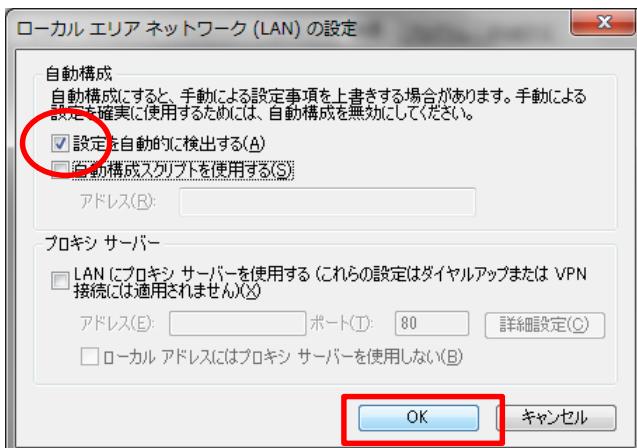 ローカル エリア ネットワーク (LAN) の設定
自動構成
自動構成にすると、手動による設定事項を上書きする場合があります。手動による
設定を確実に使用するためには、自動構成を無効にしてください。
設定を自動的に検出する(A)
自動構成スクリプトを使用する(S)
アドレス(R):
プロキシ サーバー
LAN にプロキシ サーバーを使用する (これらの設定はダイヤルアップまたは VPN
接続には適用されません)(X)
アドレス(E): ポート(T): 80 詳細設定(C)
ローカル アドレスにはプロキシ サーバーを使用しない(B)
OK キャンセル